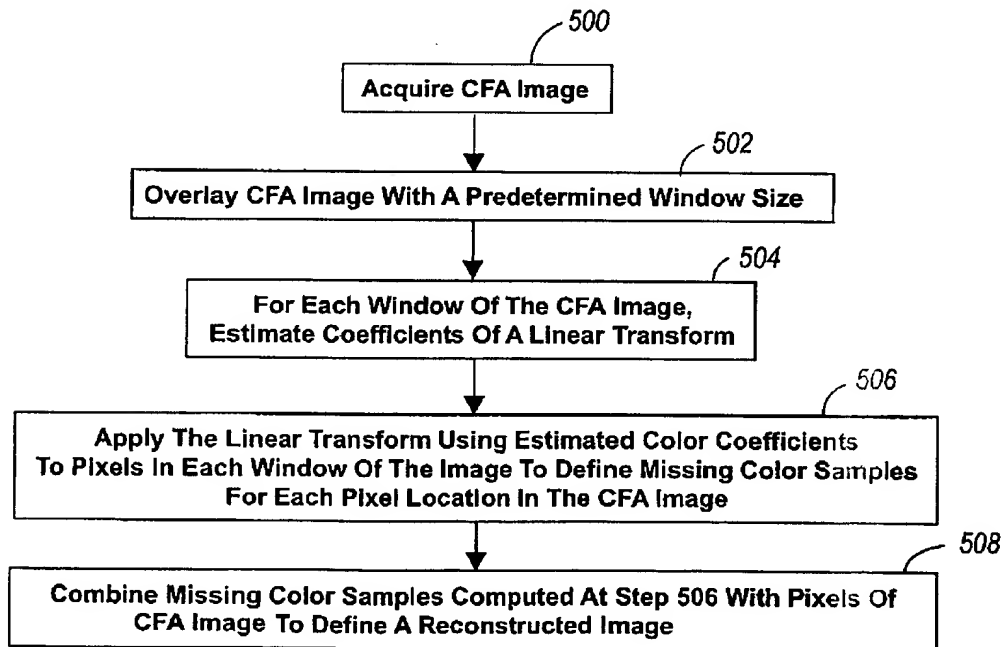 500
Acquire CFA Image
502
Overlay CFA Image With A Predetermined Window Size
504
For Each Window Of The CFA Image,
Estimate Coefficients Of A Linear Transform
506
Apply The Linear Transform Using Estimated Color Coefficients
To Pixels In Each Window Of The Image To Define Missing Color Samples
For Each Pixel Location In The CFA Image
508
Combine Missing Color Samples Computed At Step 506 With Pixels Of
CFA Image To Define A Reconstructed Image